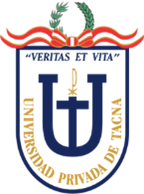 "VERITAS ET VITA"
UNIVERSIDAD PRIVADA DE TACNA